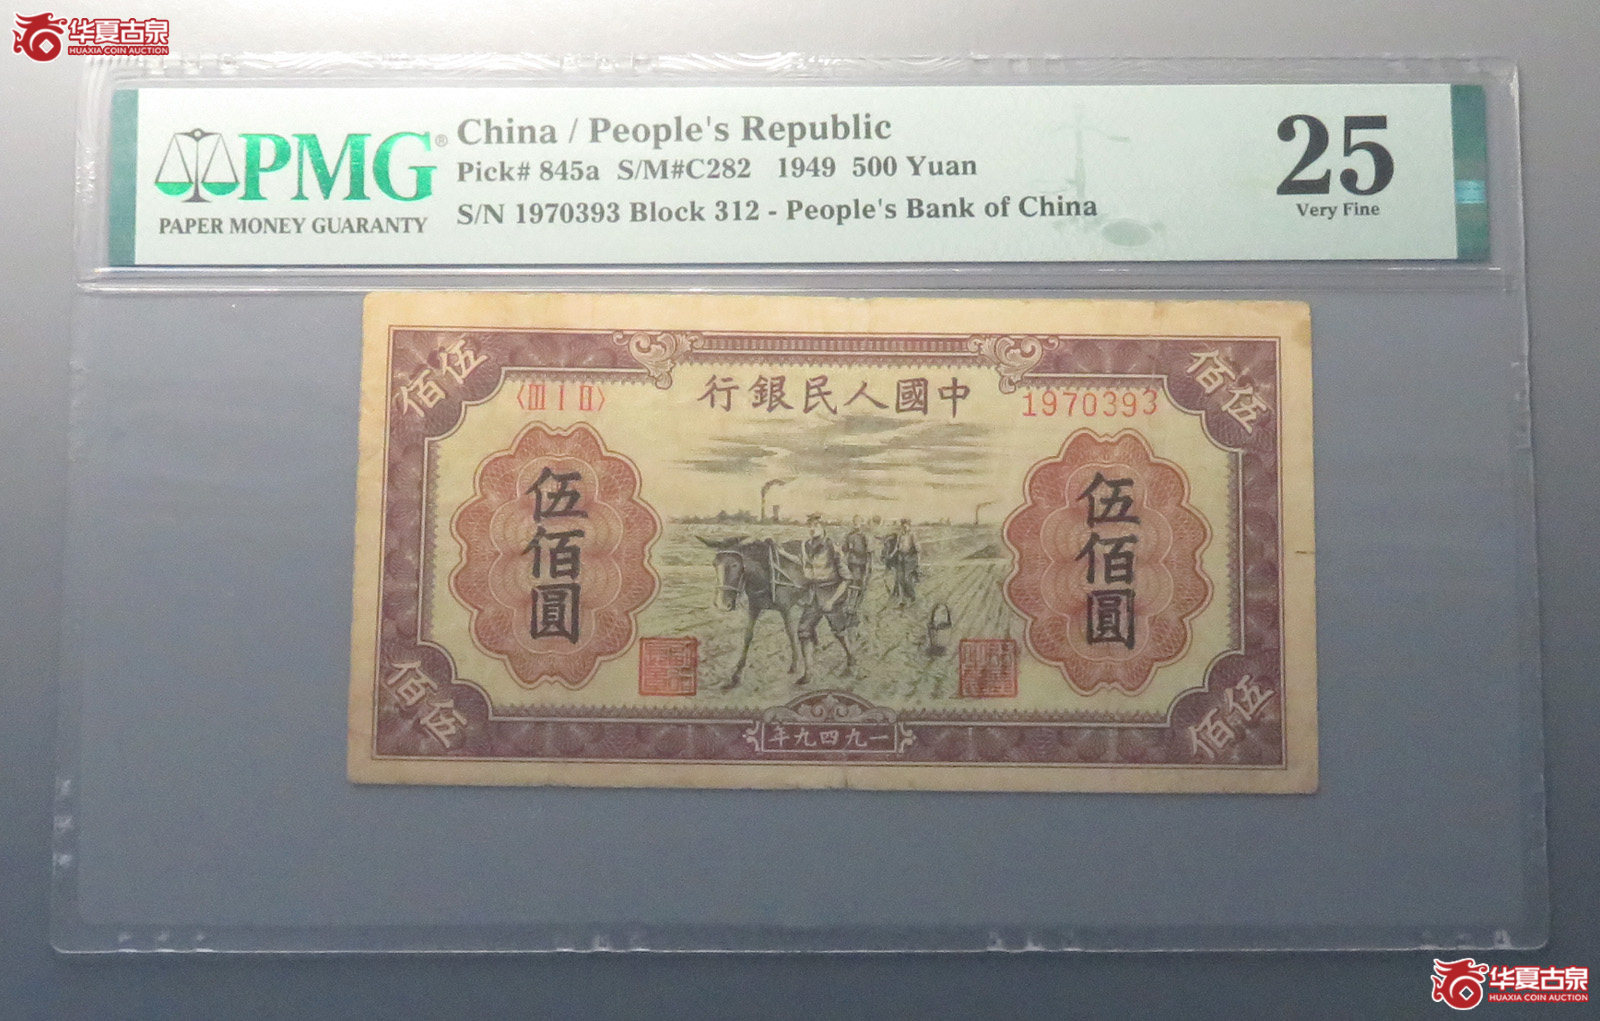 华夏古泉
HUAXIA COIN AUCTION
PMG®
PAPER MONEY GUARANTY
China / People's Republic
Pick# 845a S/M#C282 1949 500 Yuan
S/N 1970393 Block 312 - People's Bank of China
25
Very Fine
佰伍
佰伍
〈III I II〉
行銀民人國中
1970393
伍佰圓
伍佰圓
佰伍
年九四九一
佰伍
华夏古泉
HUAXIA COIN AUCTION